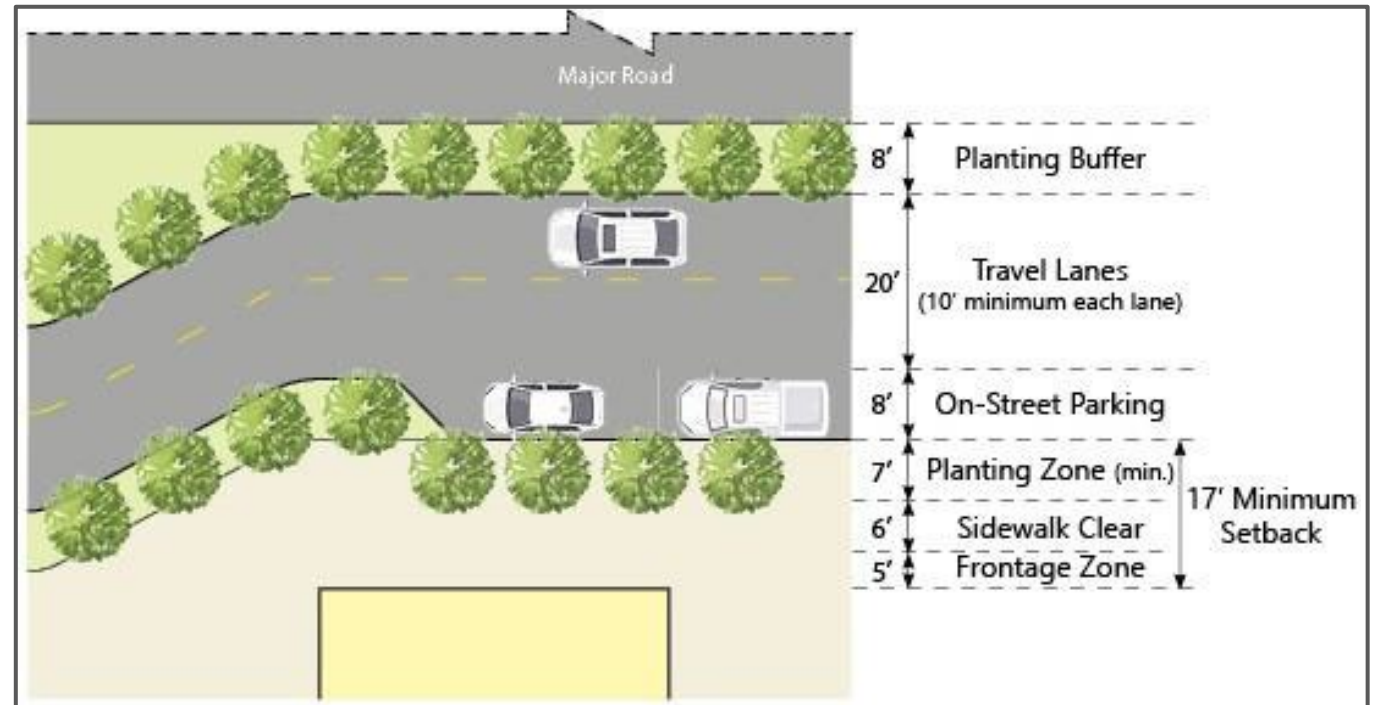 Major Road
8’ Planting Buffer
20’ Travel Lanes
(10’ minimum each lane)
8’ On-Street Parking
7’ Planting Zone (min.)
17’ Minimum
Setback
6’ Sidewalk Clear
5’ Frontage Zone